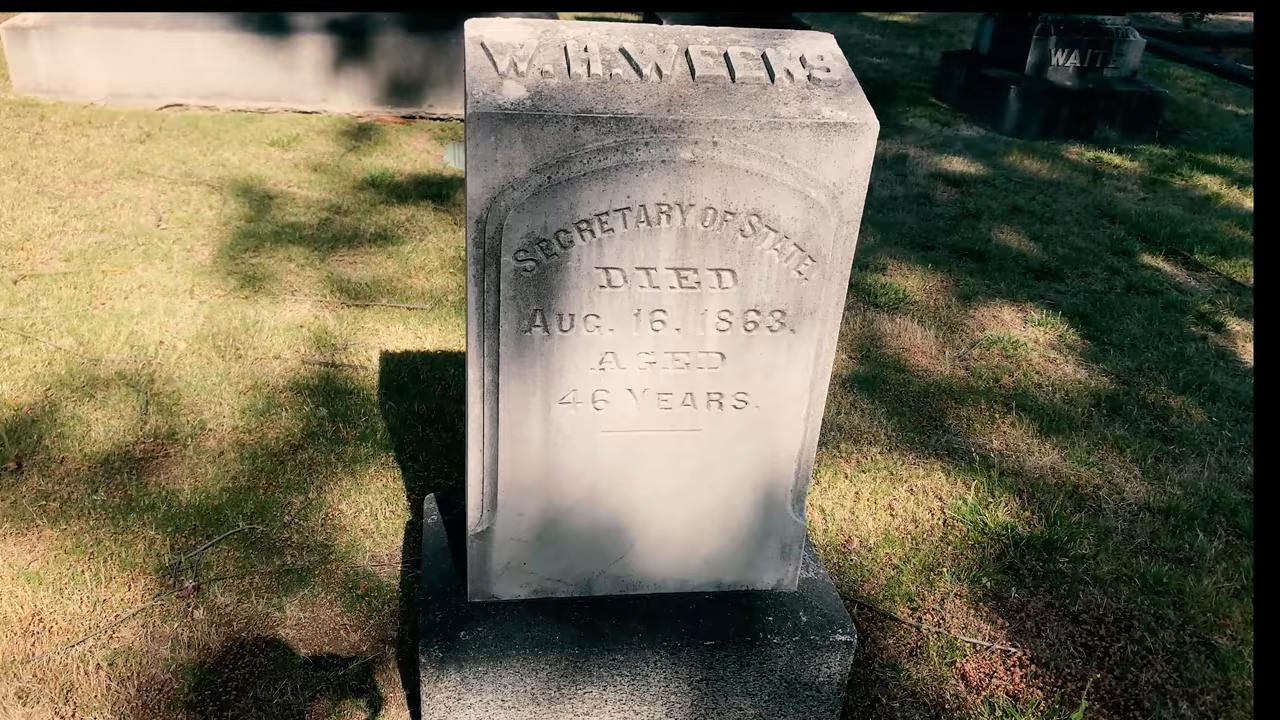 W.H.WEEKS
SECRETARY OF STATE.
DIED
AUG. 16, 1863.
AGED
46 YEARS.
WAITE